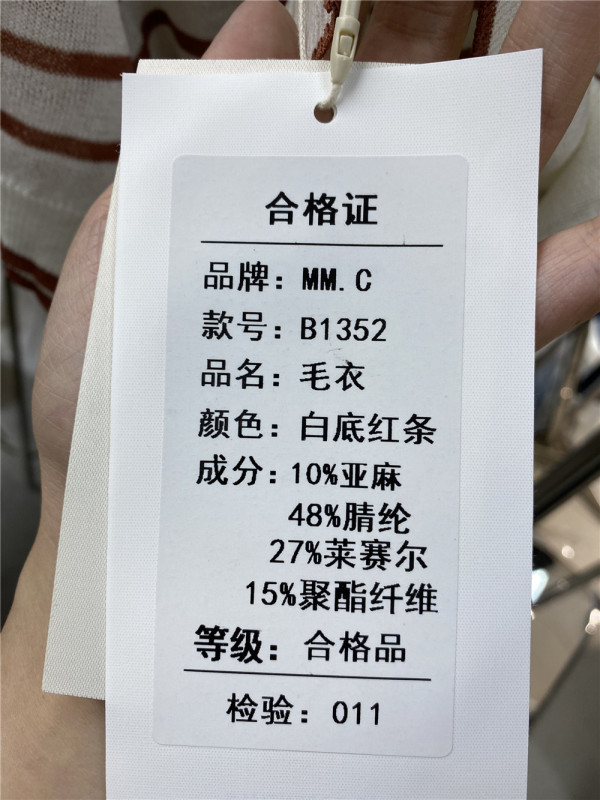 合格证
品牌：MM.C
款号：B1352
品名：毛衣
颜色：白底红条
成分：10%亚麻
48%腈纶
27%莱赛尔
15%聚酯纤维
等级：合格品
检验：011